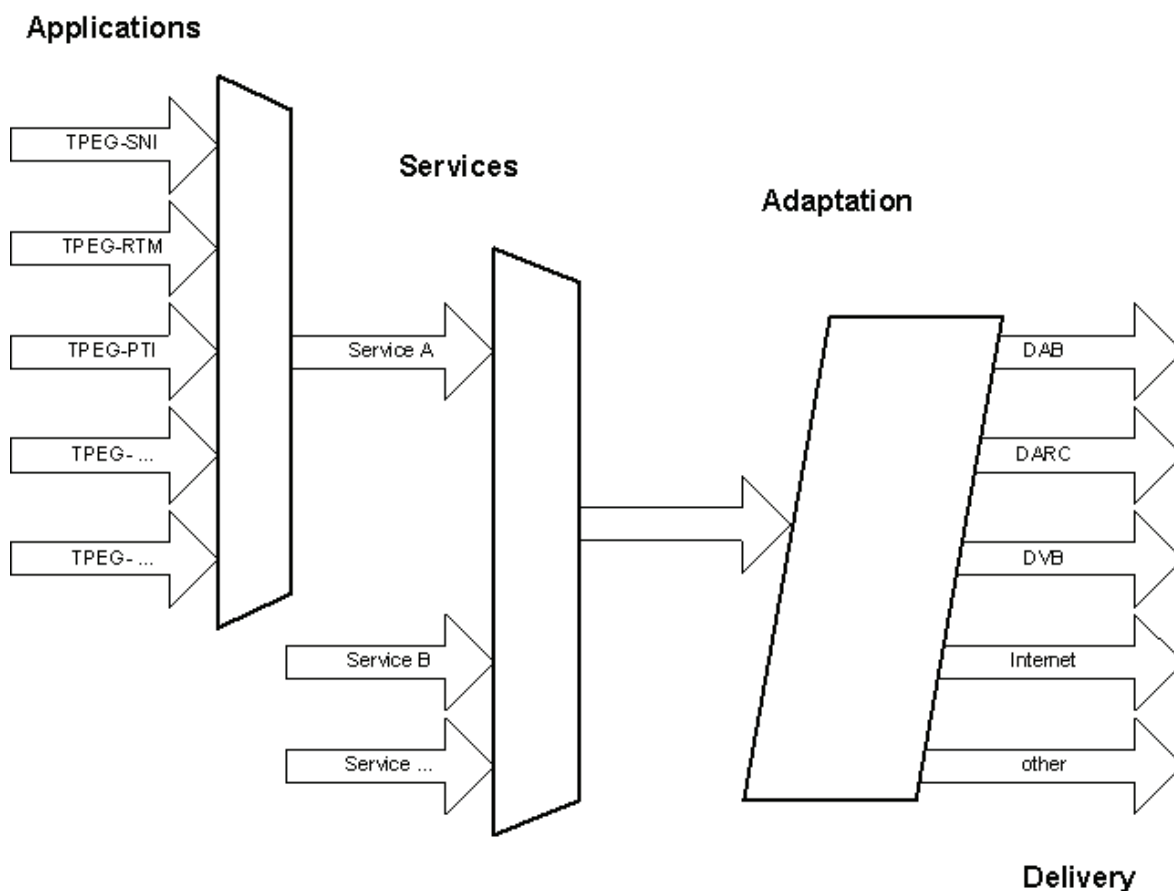 Applications
TPEG-SNI
TPEG-RTM
TPEG-PTI
TPEG- ...
TPEG- ...
Services
Service A
Service B
Service ...
Adaptation
DAB
DARC
DVB
Internet
other
Delivery